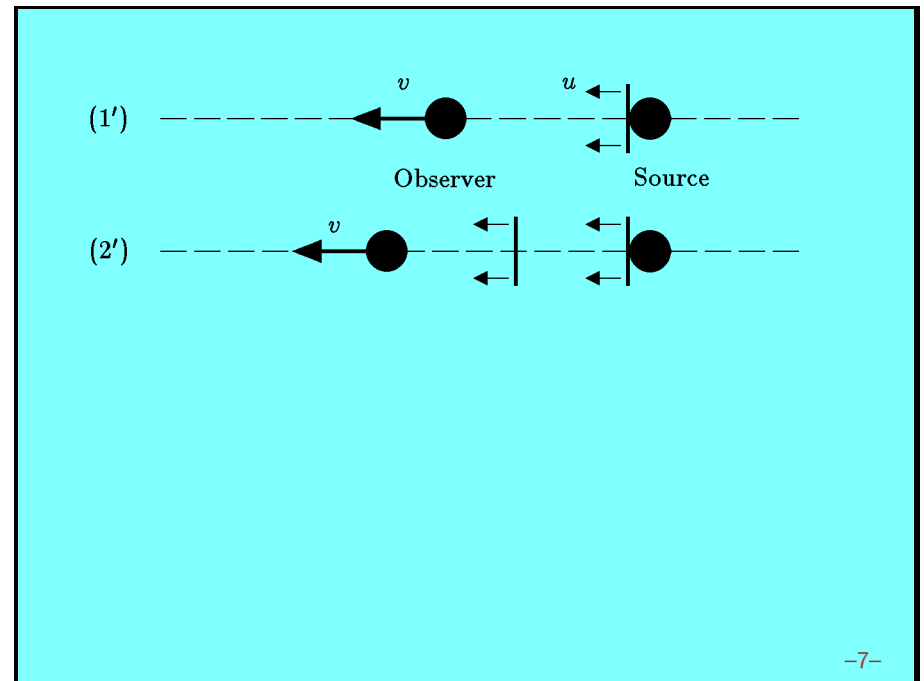 v u
(1′)
Observer Source
v
(2′)
–7–